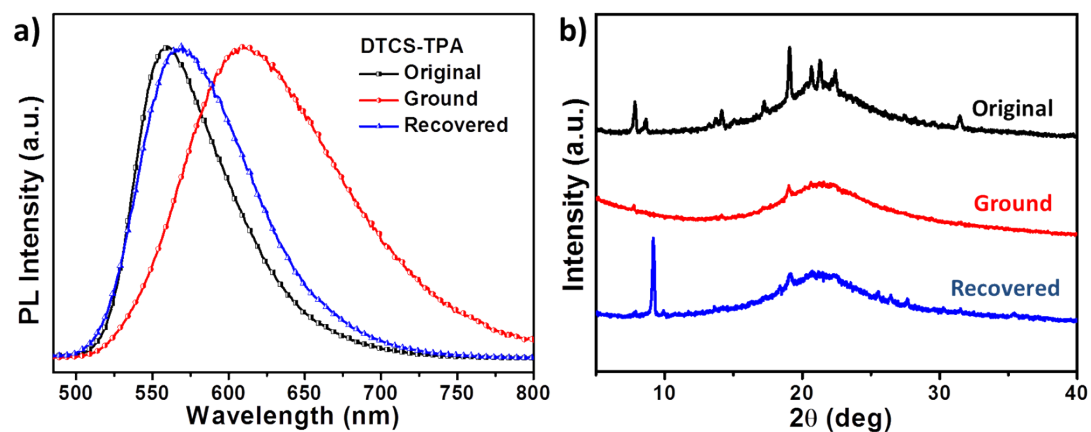 a)
DTCS-TPA
Original
Ground
Recovered
PL Intensity (a.u.)
500 550 600 650 700 750 800
Wavelength (nm)
b)
Original
Ground
Recovered
Intensity (a.u.)
10 20 30 40
2θ (deg)